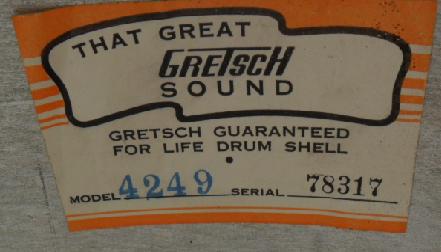 THAT GREAT
GRETSCH
SOUND
GRETSCH GUARANTEED
FOR LIFE DRUM SHELL
MODEL 4249 SERIAL 78317